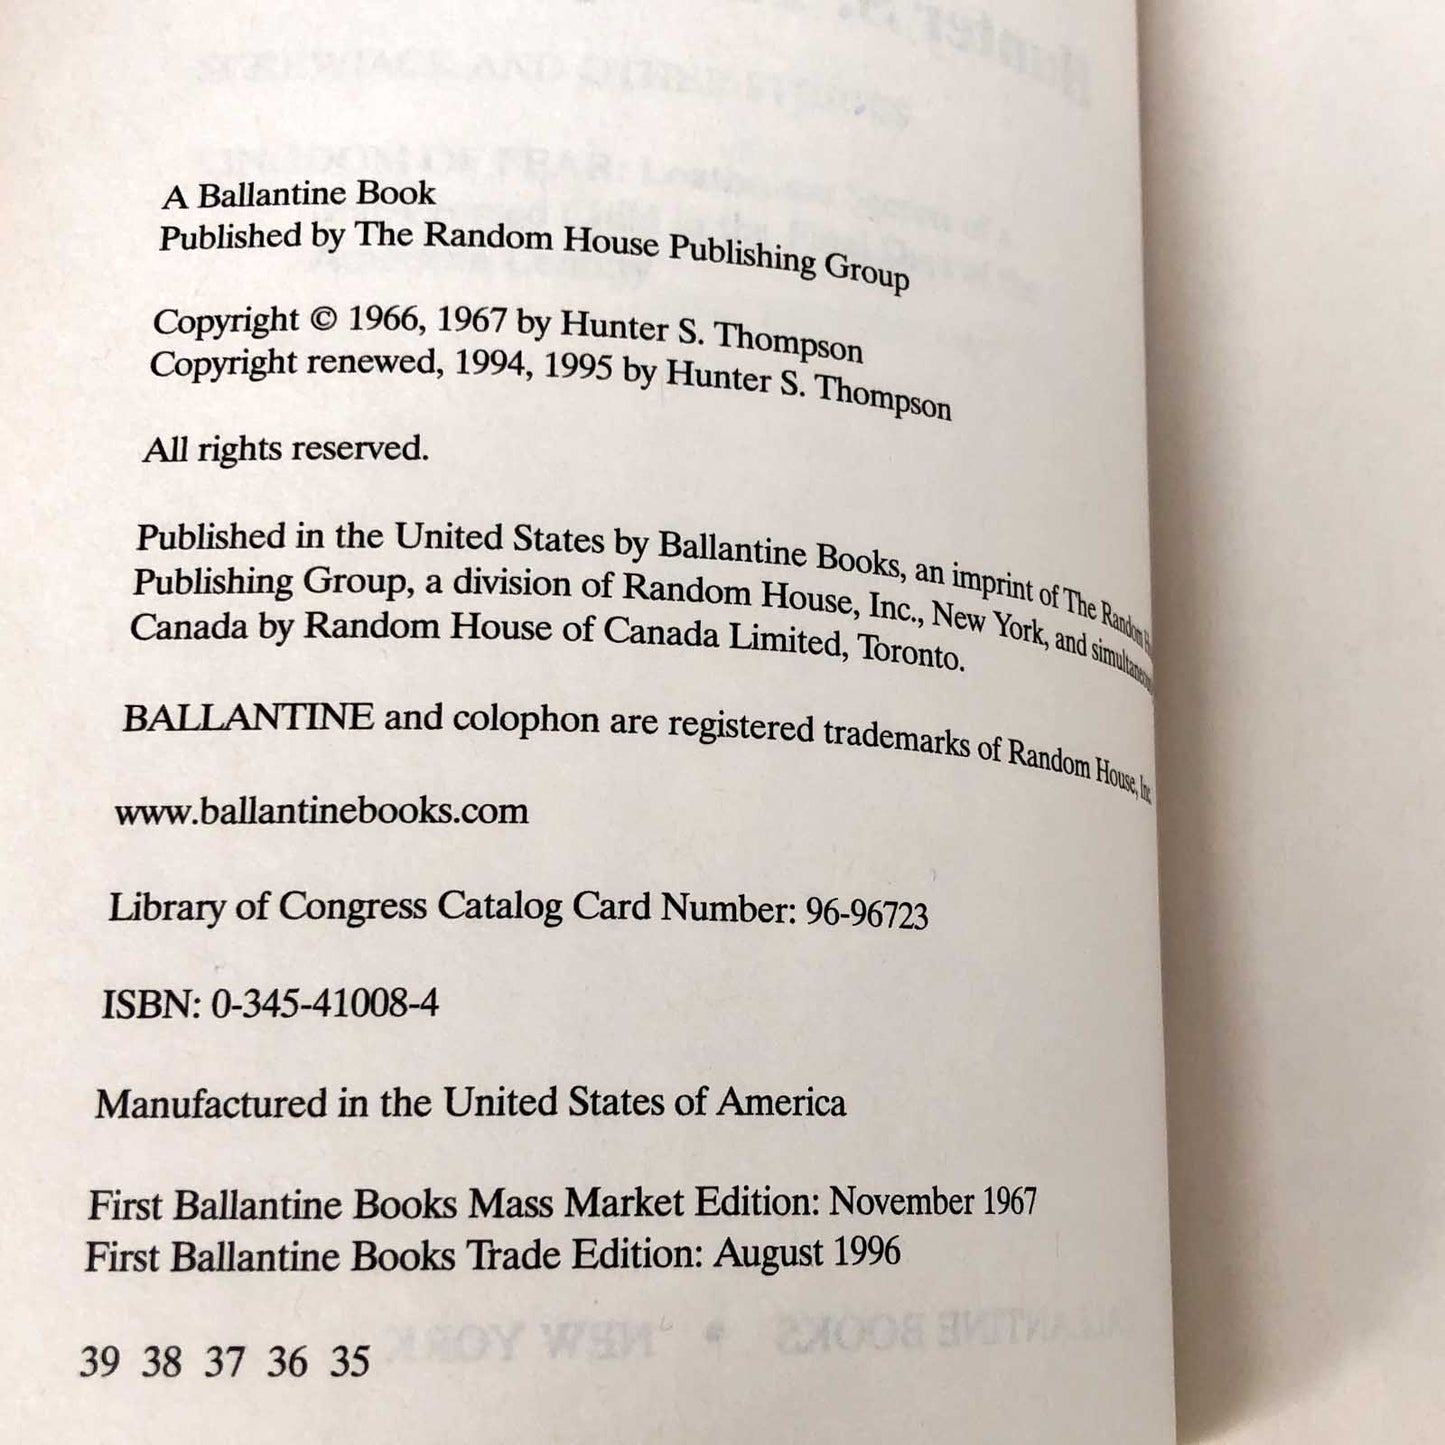 A Ballantine Book
Published by The Random House Publishing Group
Copyright © 1966, 1967 by Hunter S. Thompson
Copyright renewed, 1994, 1995 by Hunter S. Thompson
All rights reserved.
Published in the United States by Ballantine Books, an imprint of The Random
Publishing Group, a division of Random House, Inc., New York, and
Canada by Random House of Canada Limited, Toronto.
BALLANTINE and colophon are registered trademarks of Random House, Inc.
www.ballantinebooks.com
Library of Congress Catalog Card Number: 96-96723
ISBN: 0-345-41008-4
Manufactured in the United States of America
First Ballantine Books Mass Market Edition: November 1967
First Ballantine Books Trade Edition: August 1996
39 38 37 36 35